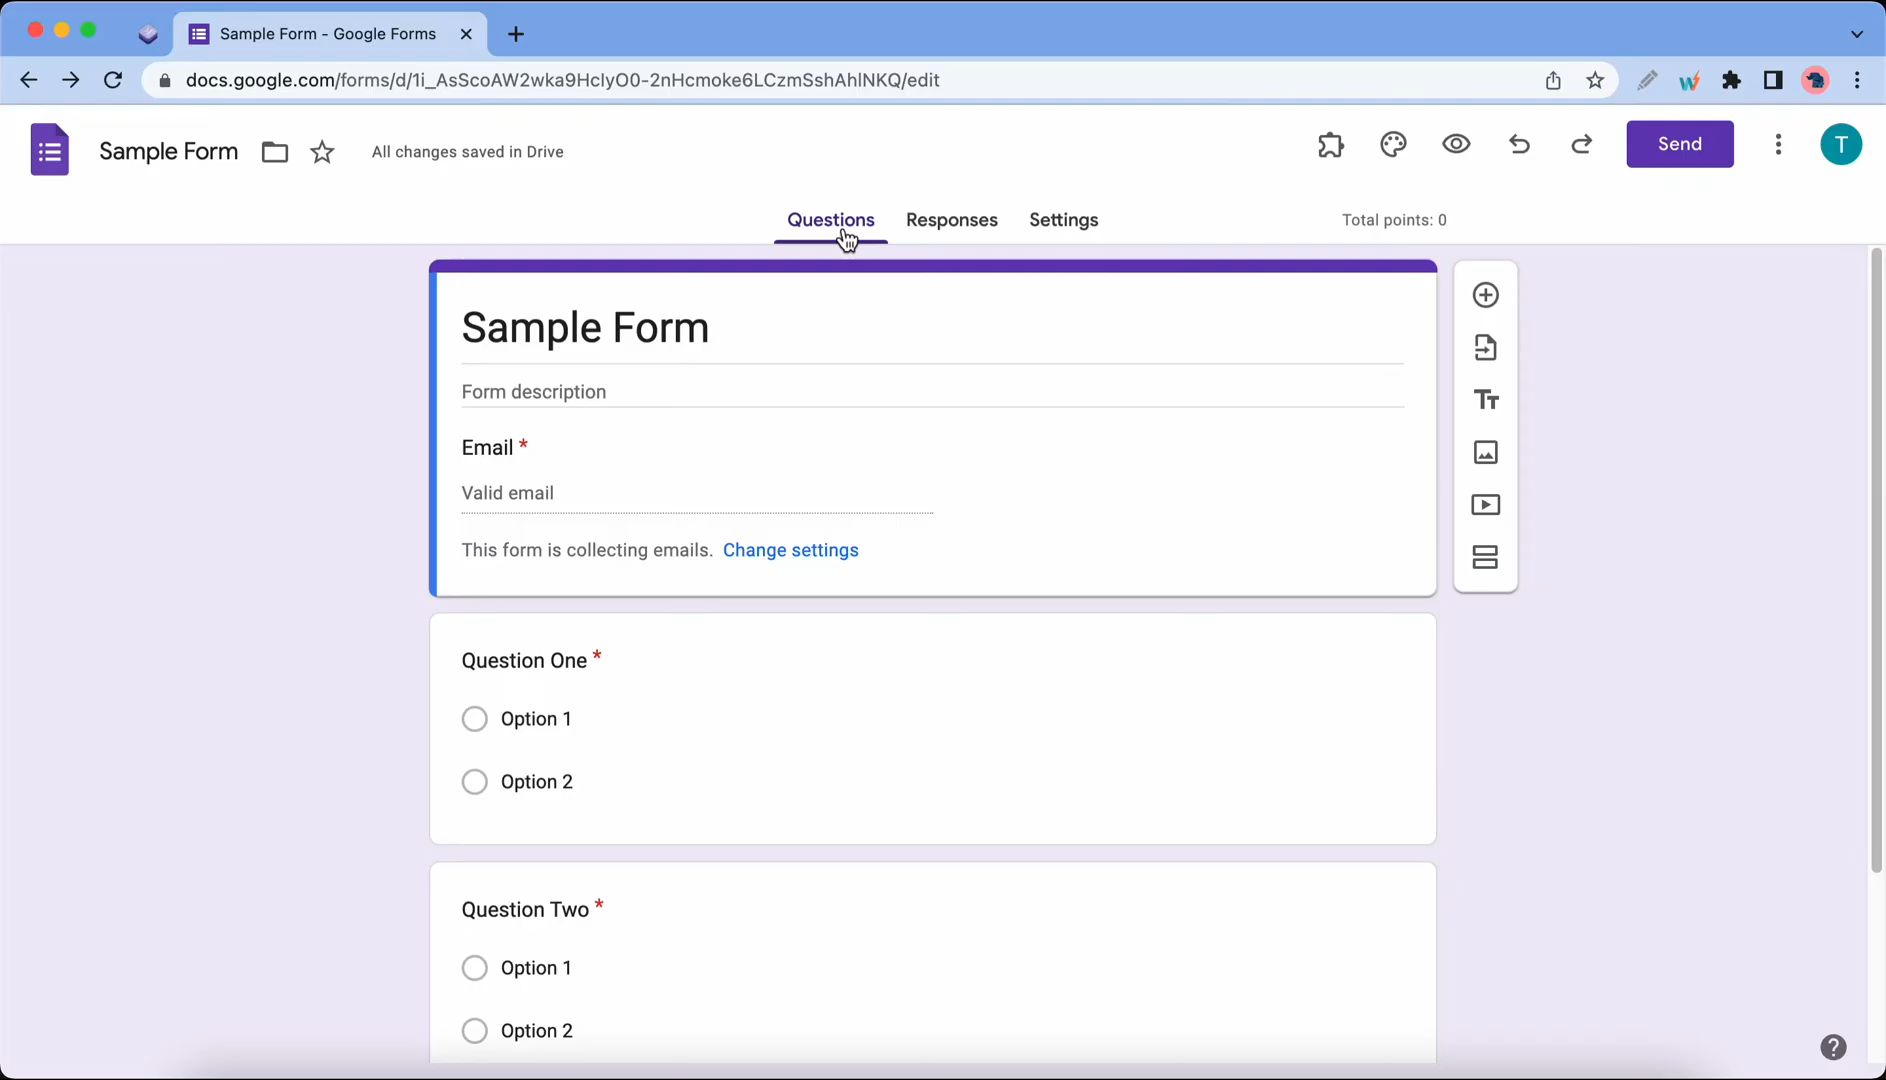 Sample Form - Google Forms
docs.google.com/forms/d/1i_AsScoAW2wka9HcIyO0-2nHcmoke6LCzmSshAhlNKQ/edit
Sample Form
All changes saved in Drive
Send
T
Questions
Responses
Settings
Total points: 0
Sample Form
Form description
Email *
Valid email
This form is collecting emails. Change settings
Question One *
Option 1
Option 2
Question Two *
Option 1
Option 2